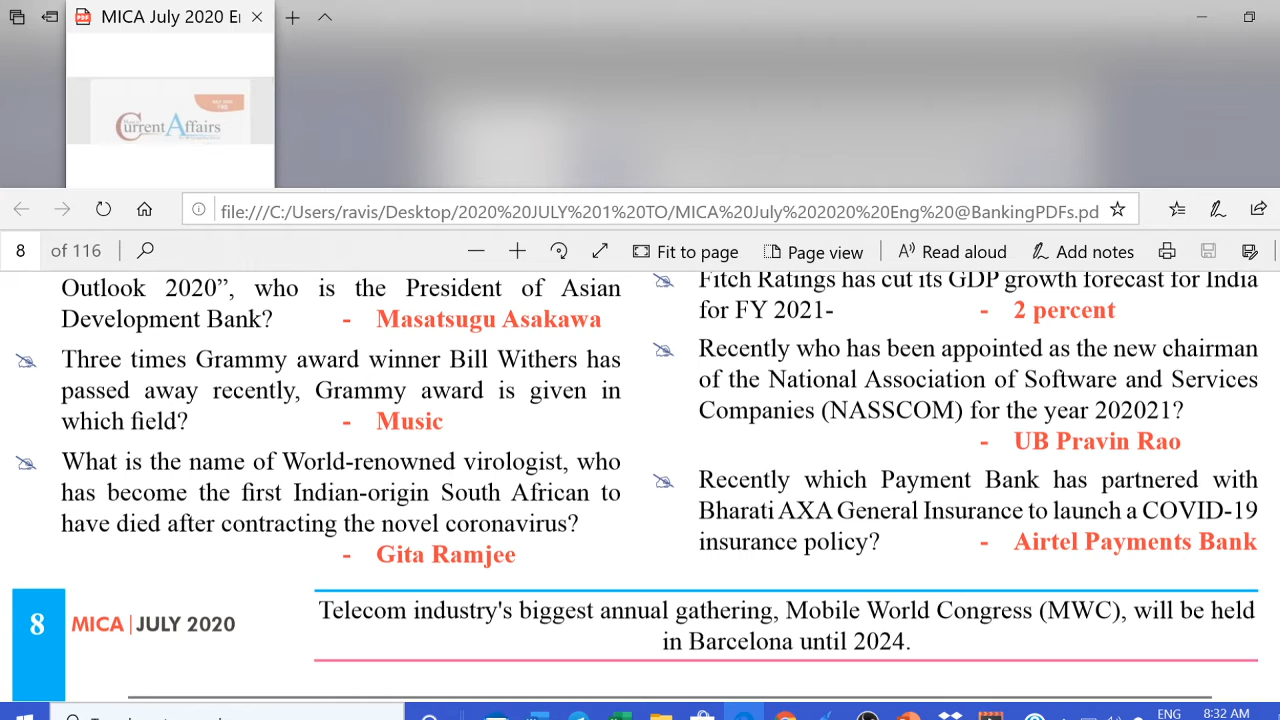 MICA July 2020 En
Current Affairs
file:///C:/Users/ravis/Desktop/2020%20JULY%201%20TO/MICA%20July%202020%20Eng%20@BankingPDFs.pd
8 of 116
Fit to page
Page view
Read aloud
Add notes
Outlook 2020”, who is the President of Asian
Development Bank? - Masatsugu Asakawa
Three times Grammy award winner Bill Withers has
passed away recently, Grammy award is given in
which field? - Music
What is the name of World-renowned virologist, who
has become the first Indian-origin South African to
have died after contracting the novel coronavirus?
- Gita Ramjee
Fitch Ratings has cut its GDP growth forecast for India
for FY 2021- - 2 percent
Recently who has been appointed as the new chairman
of the National Association of Software and Services
Companies (NASSCOM) for the year 202021?
- UB Pravin Rao
Recently which Payment Bank has partnered with
Bharati AXA General Insurance to launch a COVID-19
insurance policy? - Airtel Payments Bank
8 MICA | JULY 2020
Telecom industry's biggest annual gathering, Mobile World Congress (MWC), will be held
in Barcelona until 2024.
ENG 8:32 AM